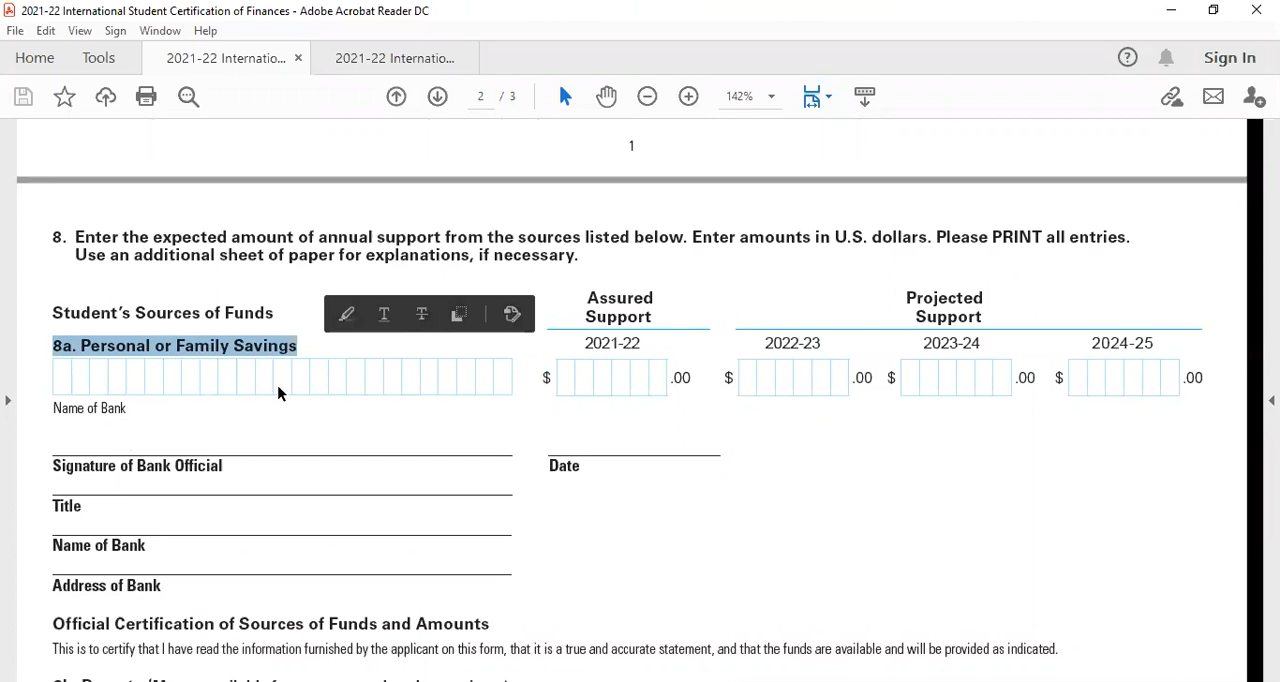 2021-22 International Student Certification of Finances - Adobe Acrobat Reader DC
File Edit View Sign Window Help
Home Tools 2021-22 Internatio... × 2021-22 Internatio... Sign In
2 / 3 142%
1
8. Enter the expected amount of annual support from the sources listed below. Enter amounts in U.S. dollars. Please PRINT all entries.
Use an additional sheet of paper for explanations, if necessary.
Student's Sources of Funds Assured Support Projected Support
8a. Personal or Family Savings 2021-22 2022-23 2023-24 2024-25
$ .00 $ .00 $ .00 $ .00
Name of Bank
Signature of Bank Official Date
Title
Name of Bank
Address of Bank
Official Certification of Sources of Funds and Amounts
This is to certify that I have read the information furnished by the applicant on this form, that it is a true and accurate statement, and that the funds are available and will be provided as indicated.